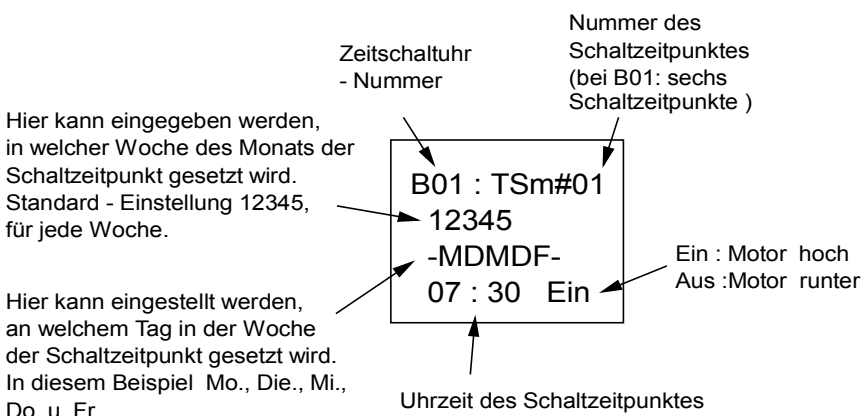 Zeitschaltuhr
- Nummer
Nummer des
Schaltzeitpunktes
(bei B01: sechs
Schaltzeitpunkte )
Hier kann eingegeben werden,
in welcher Woche des Monats der
Schaltzeitpunkt gesetzt wird.
Standard - Einstellung 12345,
für jede Woche.
B01 : TSm#01
12345
-MDMDF-
07 : 30 Ein
Ein : Motor hoch
Aus :Motor runter
Hier kann eingestellt werden,
an welchem Tag in der Woche
der Schaltzeitpunkt gesetzt wird.
In diesem Beispiel Mo., Die., Mi.,
Do. u. Fr.
Uhrzeit des Schaltzeitpunktes